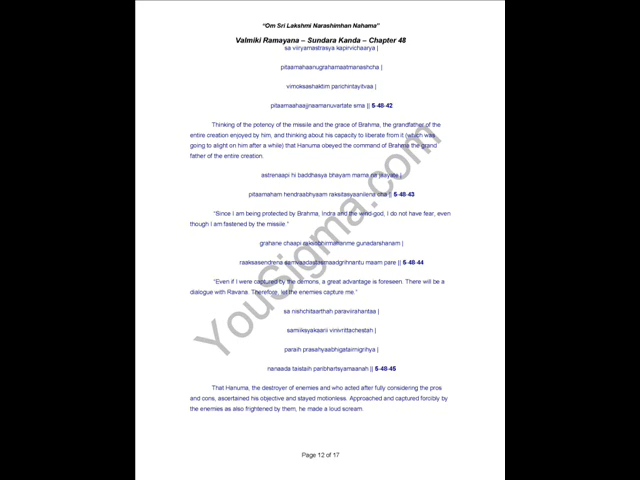 "Om Sri Lakshmi Narashimhan Nahama"
Valmiki Ramayana – Sundara Kanda – Chapter 48
sa viiryamastrasya kapirvichaarya |
pitaamahaanugrahamaatmanashcha |
vimoksashaktim parichintayitvaa |
pitaamaahaajjnaamanuvartate sma || 5-48-42
Thinking of the potency of the missile and the grace of Brahma, the grandfather of the
entire creation enjoyed by him, and thinking about his capacity to liberate from it (which was
going to alight on him after a while) that Hanuma obeyed the command of Brahma the grand
father of the entire creation.
astrenaapi hi baddhasya bhayam mama na jaayate |
pitaamaham hendraabhyaam raksitasyaanilena cha || 5-48-43
"Since I am being protected by Brahma, Indra and the wind-god, I do not have fear, even
though I am fastened by the missile."
grahane chaapi raksobhirmahanme gunadarshanam |
raaksasendrena samvaadastasmaadgrihnantu maam pare || 5-48-44
"Even if I were captured by the demons, a great advantage is foreseen. There will be a
dialogue with Ravana. Therefore, let the enemies capture me."
sa nishchitaarthah paraviirahantaa |
samiiksyakaarii vinivrittachestah |
paraih prasahyaabhigatairnigrihya |
nanaada taistaih paribhartsyamaanah || 5-48-45
That Hanuma, the destroyer of enemies and who acted after fully considering the pros
and cons, ascertained his objective and stayed motionless. Approached and captured forcibly by
the enemies as also frightened by them, he made a loud scream.
YouSigma.com
Page 12 of 17